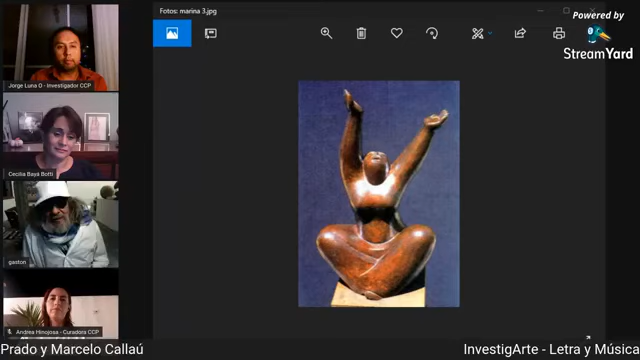 Fotos: marina 3.jpg
Powered by
StreamYard
Jorge Luna O - Investigador CCP
Cecilia Bayá Botti
gaston
Andrea Hinojosa - Curadora CCP
Prado y Marcelo Callaú
InvestigArte - Letra y Música